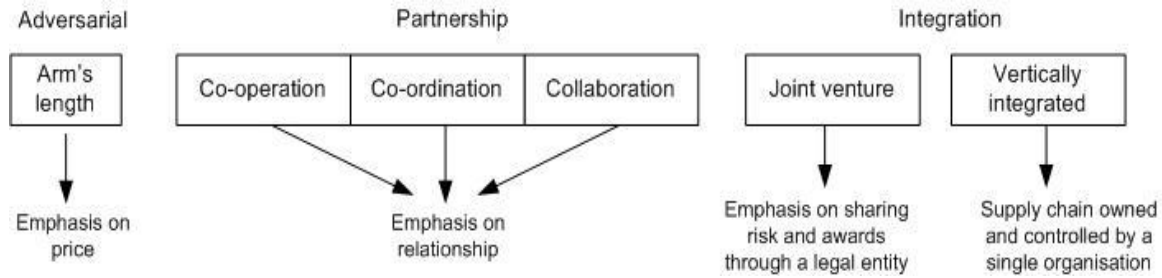 Adversarial
Partnership
Integration
Arm's
length
Co-operation
Co-ordination
Collaboration
Joint venture
Vertically
integrated
Emphasis on
price
Emphasis on
relationship
Emphasis on sharing
risk and awards
through a legal entity
Supply chain owned
and controlled by a
single organisation